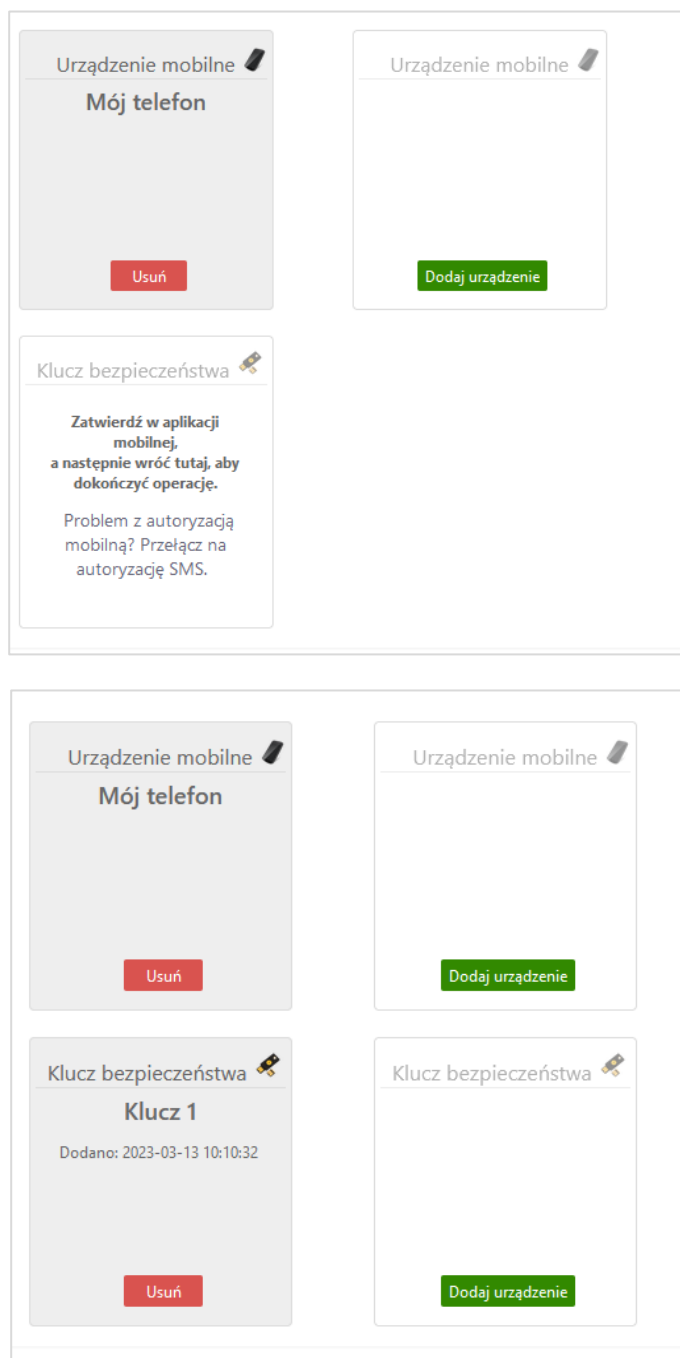 Urządzenie mobilne
Mój telefon
Usuń
Urządzenie mobilne
Dodaj urządzenie
Klucz bezpieczeństwa
Zatwierdź w aplikacji
mobilnej,
a następnie wróć tutaj, aby
dokończyć operację.
Problem z autoryzacją
mobilną? Przełącz na
autoryzację SMS.
Urządzenie mobilne
Mój telefon
Usuń
Urządzenie mobilne
Dodaj urządzenie
Klucz bezpieczeństwa
Klucz 1
Dodano: 2023-03-13 10:10:32
Usuń
Klucz bezpieczeństwa
Dodaj urządzenie